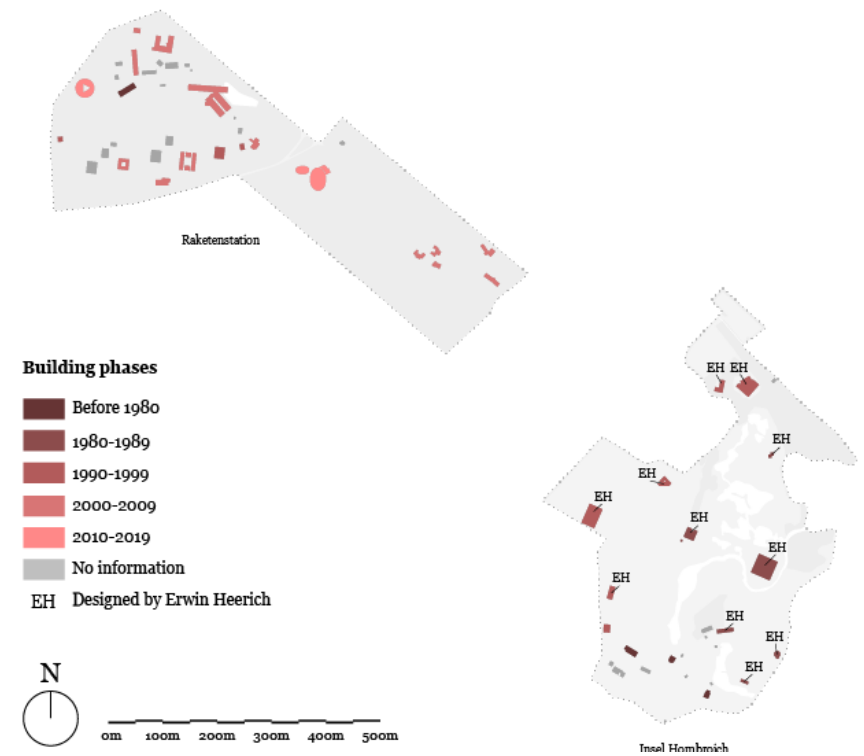 Raketenstation
Building phases
Before 1980
1980-1989
1990-1999
2000-2009
2010-2019
No information
EH Designed by Erwin Heerich
N
0m 100m 200m 300m 400m 500m
EH EH
EH
EH
EH
EH
EH
EH
EH
EH
EH
Insel Hombroich